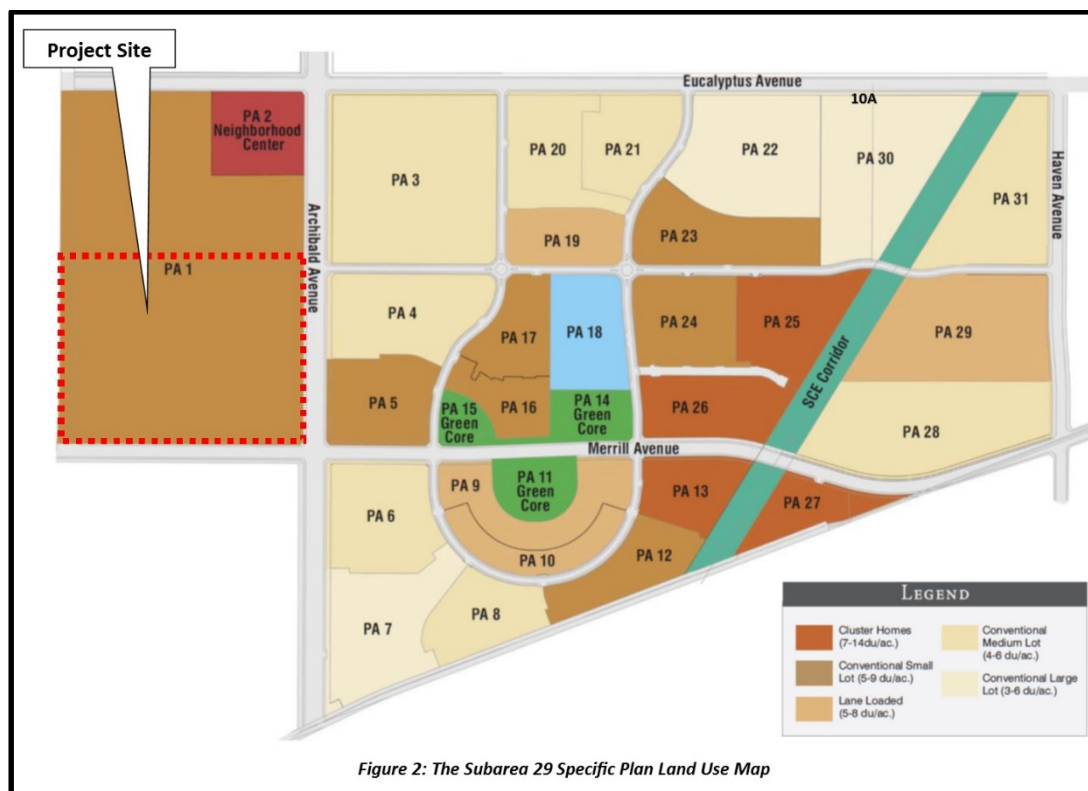 Project Site
Eucalyptus Avenue
10A
PA 2
Neighborhood
Center
PA 20
PA 21
PA 22
PA 30
PA 3
PA 31
Haven Avenue
Archibald Avenue
PA 19
PA 23
PA 1
PA 4
PA 17
PA 18
PA 24
PA 25
PA 29
SCE Corridor
PA 5
PA 15
Green
Core
PA 16
PA 14
Green
Core
PA 26
PA 28
Merrill Avenue
PA 9
PA 11
Green
Core
PA 13
PA 27
PA 6
PA 10
PA 12
PA 8
PA 7
LEGEND
Cluster Homes
(7-14du/ac.)
Conventional Small
Lot (5-9 du/ac.)
Lane Loaded
(5-8 du/ac.)
Conventional
Medium Lot
(4-6 du/ac.)
Conventional Large
Lot (3-6 du/ac.)
Figure 2: The Subarea 29 Specific Plan Land Use Map